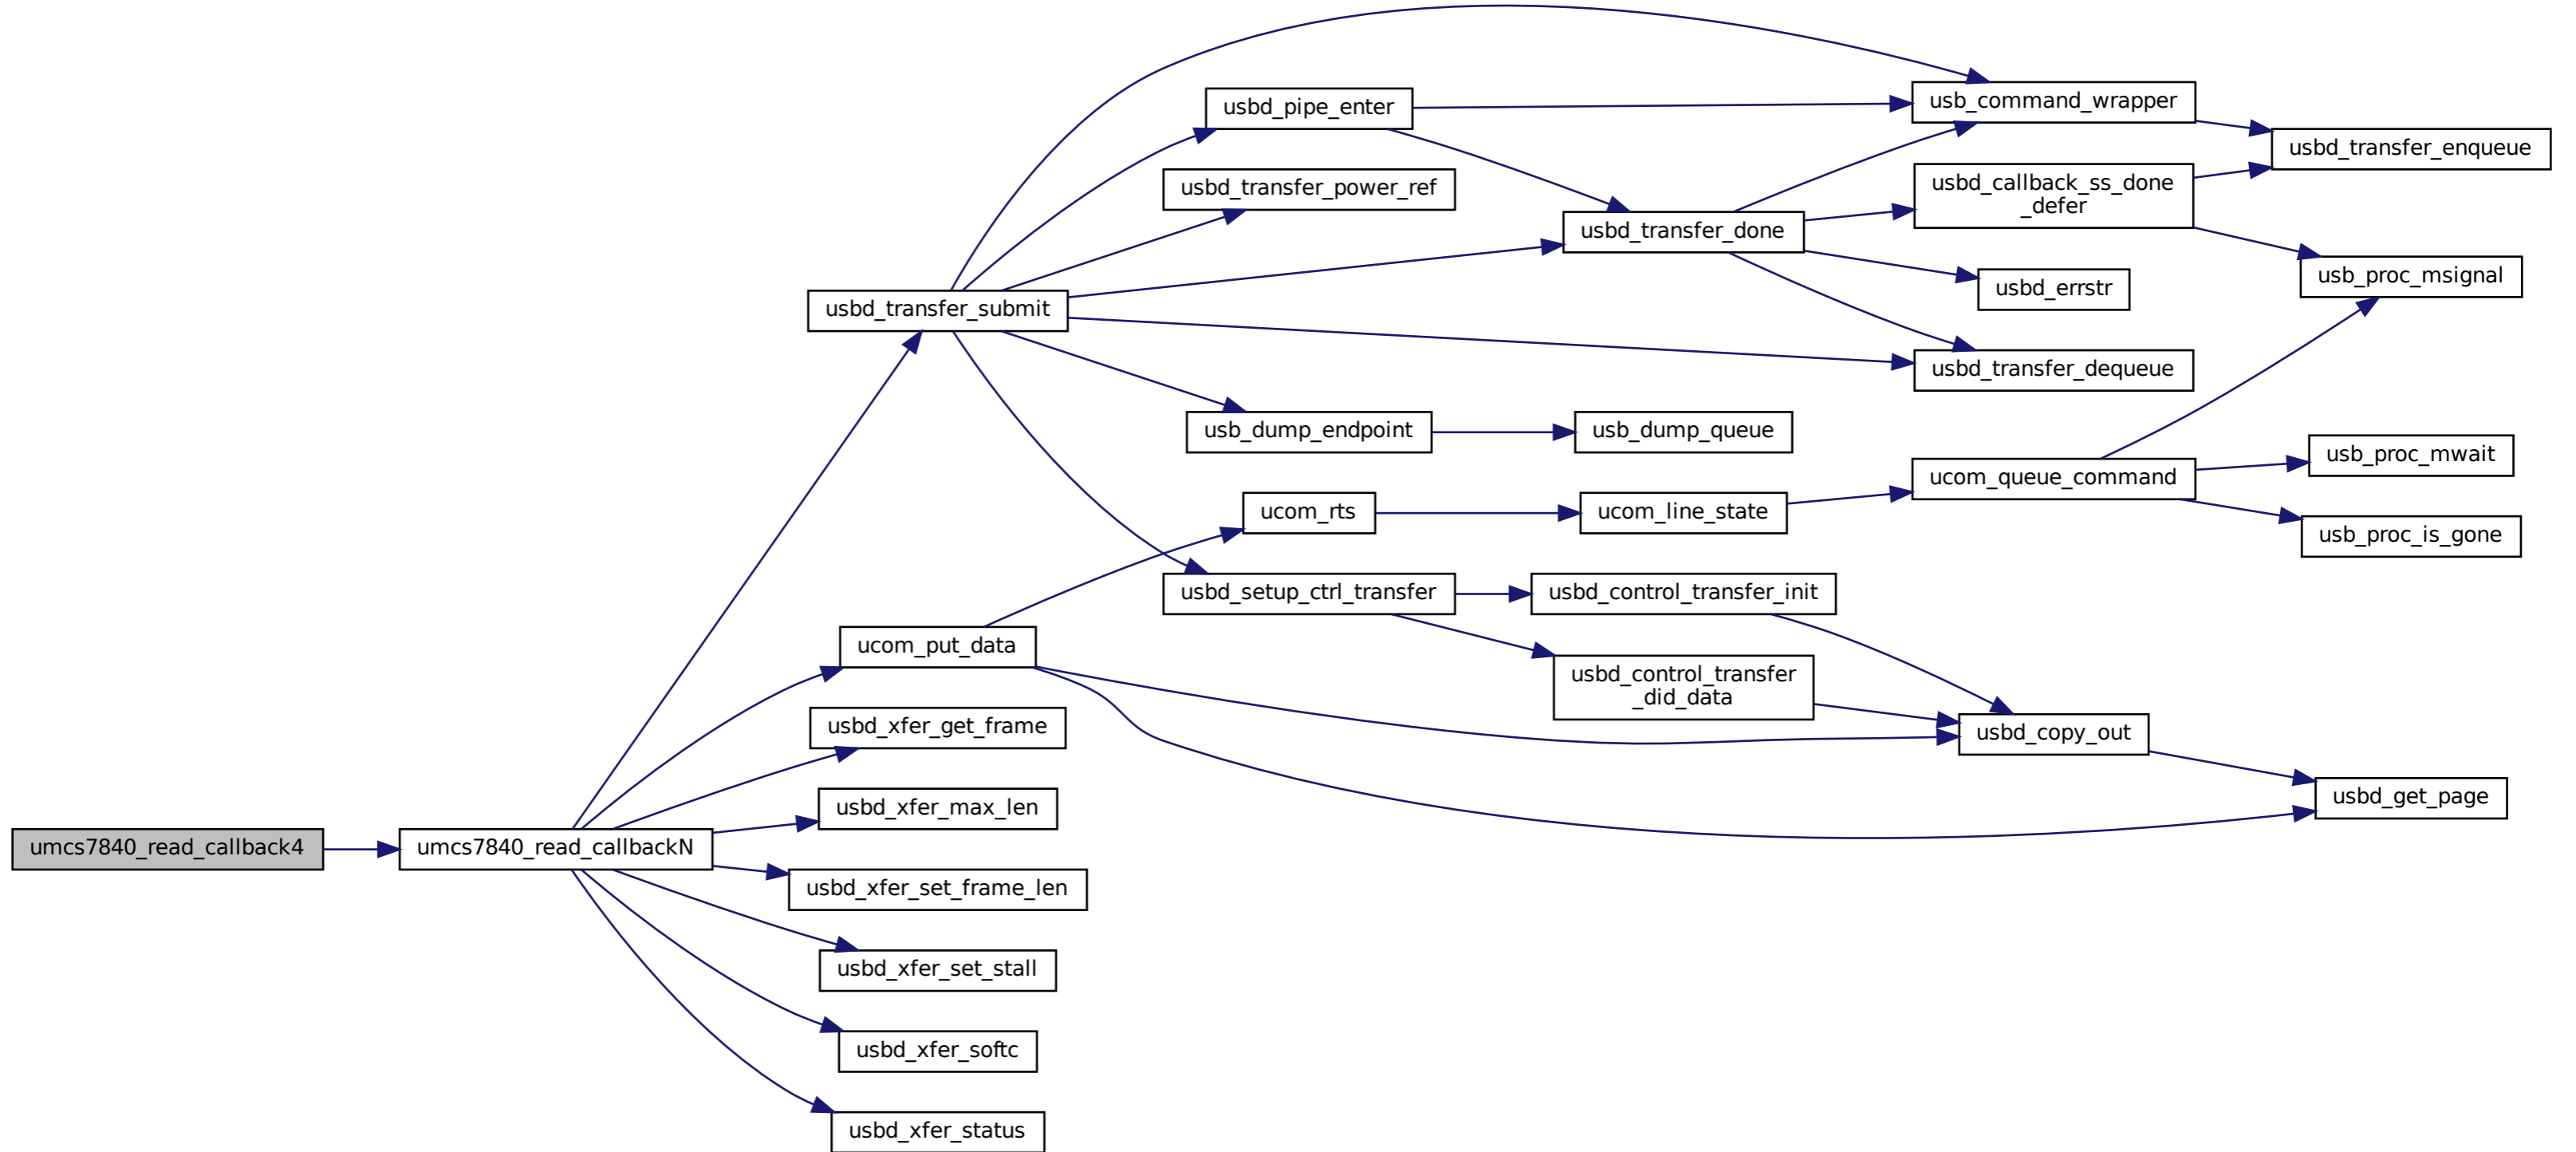 umcs7840_read_callback4
umcs7840_read_callbackN
usbd_transfer_submit
ucom_put_data
usbd_xfer_get_frame
usbd_xfer_max_len
usbd_xfer_set_frame_len
usbd_xfer_set_stall
usbd_xfer_softc
usbd_xfer_status
usbd_pipe_enter
usbd_transfer_power_ref
usb_dump_endpoint
ucom_rts
usbd_setup_ctrl_transfer
usbd_transfer_done
usb_dump_queue
ucom_line_state
usbd_control_transfer_init
usbd_control_transfer
_did_data
usb_command_wrapper
usbd_callback_ss_done
_defer
usbd_errstr
usbd_transfer_dequeue
ucom_queue_command
usbd_copy_out
usbd_transfer_enqueue
usb_proc_msignal
usb_proc_mwait
usb_proc_is_gone
usbd_get_page